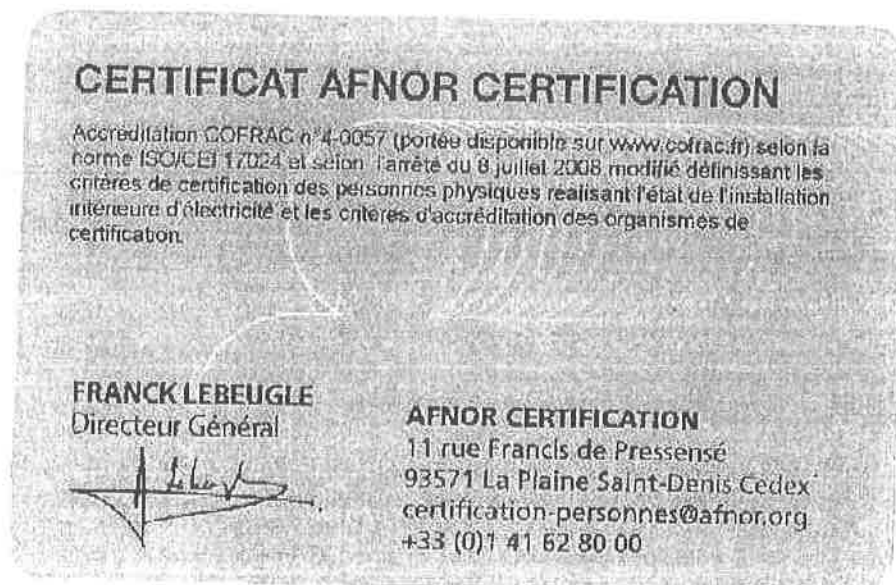 CERTIFICAT AFNOR CERTIFICATION
Accréditation COFRAC n°4-0057 (portée disponible sur www.cofrac.fr) selon la
norme ISO/CEI 17024 et selon l'arrêté du 8 juillet 2008 modifié définissant les
critères de certification des personnes physiques réalisant l'état de l'installation
intérieure d'électricité et les critères d'accréditation des organismes de
certification.
FRANCK LEBEUGLE
Directeur Général
AFNOR CERTIFICATION
11 rue Francis de Pressensé
93571 La Plaine Saint-Denis Cedex
certification-personnes@afnor.org
+33 (0)1 41 62 80 00